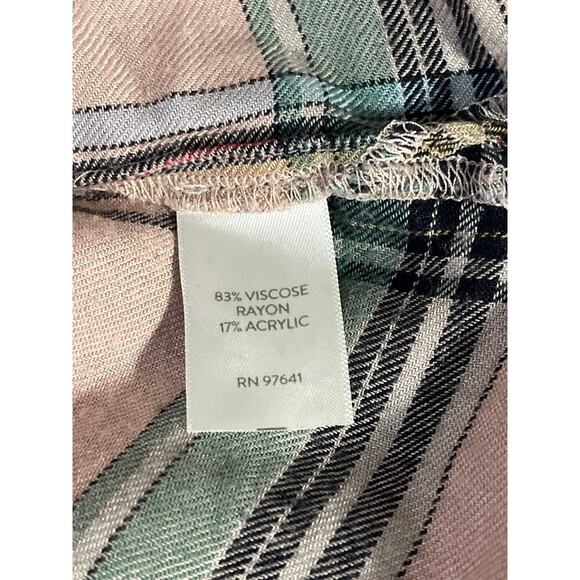 83% VISCOSE
RAYON
17% ACRYLIC
RN 97641